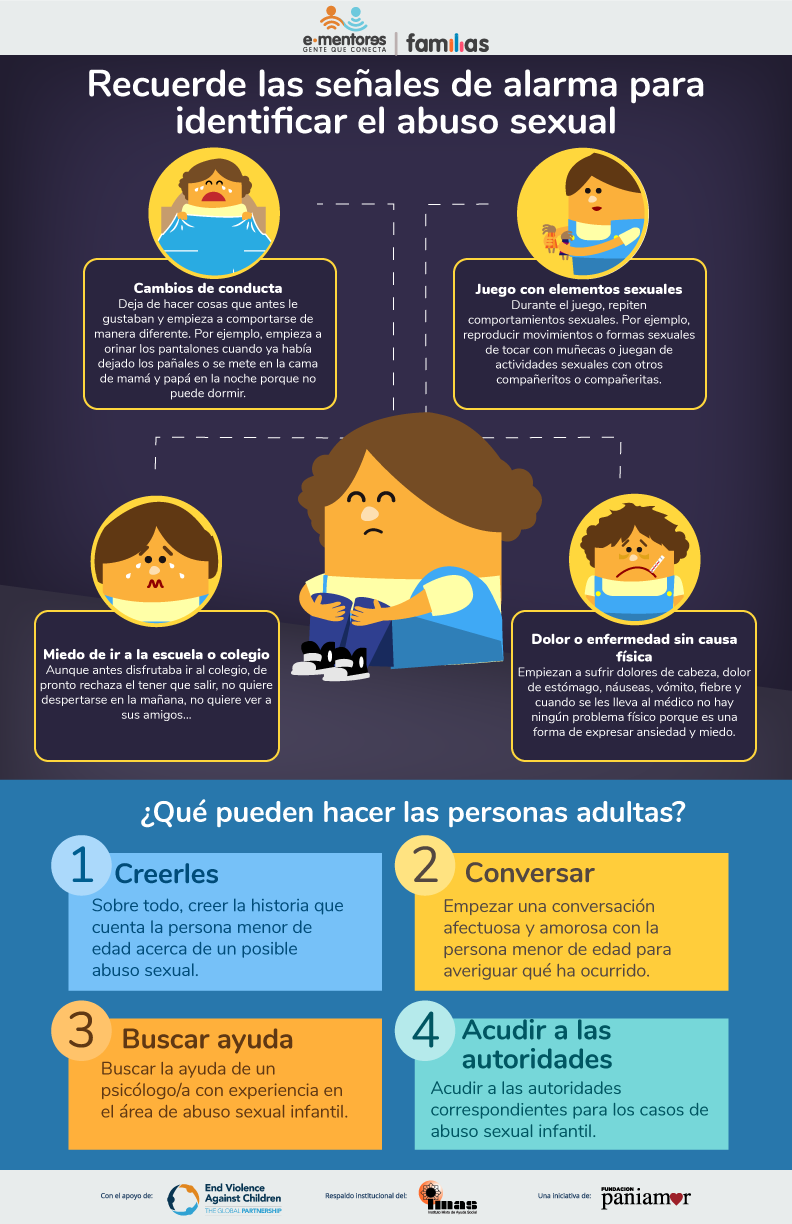 e-mentores
GENTE QUE CONECTA
familias
Recuerde las señales de alarma para
identificar el abuso sexual
Cambios de conducta
Deja de hacer cosas que antes le
gustaban y empieza a comportarse de
manera diferente. Por ejemplo, empieza a
orinar los pantalones cuando ya había
dejado los pañales o se mete en la cama
de mamá y papá en la noche porque no
puede dormir.
Juego con elementos sexuales
Durante el juego, repiten
comportamientos sexuales. Por ejemplo,
reproducir movimientos o formas sexuales
de tocar con muñecas o juegan de
actividades sexuales con otros
compañeritos o compañeritas.
Miedo de ir a la escuela o colegio
Aunque antes disfrutaba ir al colegio, de
pronto rechaza el tener que salir, no quiere
despertarse en la mañana, no quiere ver a
sus amigos...
Dolor o enfermedad sin causa
física
Empiezan a sufrir dolores de cabeza, dolor
de estómago, náuseas, vómito, fiebre y
cuando se les lleva al médico no hay
ningún problema físico porque es una
forma de expresar ansiedad y miedo.
¿Qué pueden hacer las personas adultas?
1 Creerles
Sobre todo, creer la historia que
cuenta la persona menor de
edad acerca de un posible
abuso sexual.
2 Conversar
Empezar una conversación
afectuosa y amorosa con la
persona menor de edad para
averiguar qué ha ocurrido.
3 Buscar ayuda
Buscar la ayuda de un
psicólogo/a con experiencia en
el área de abuso sexual infantil.
4 Acudir a las
autoridades
Acudir a las autoridades
correspondientes para los casos de
abuso sexual infantil.
Con el apoyo de:
End Violence
Against Children
THE GLOBAL PARTNERSHIP
Respaldo institucional del:
imas
Instituto Mixto de Ayuda Social
Una iniciativa de:
FUNDACION
paniamor